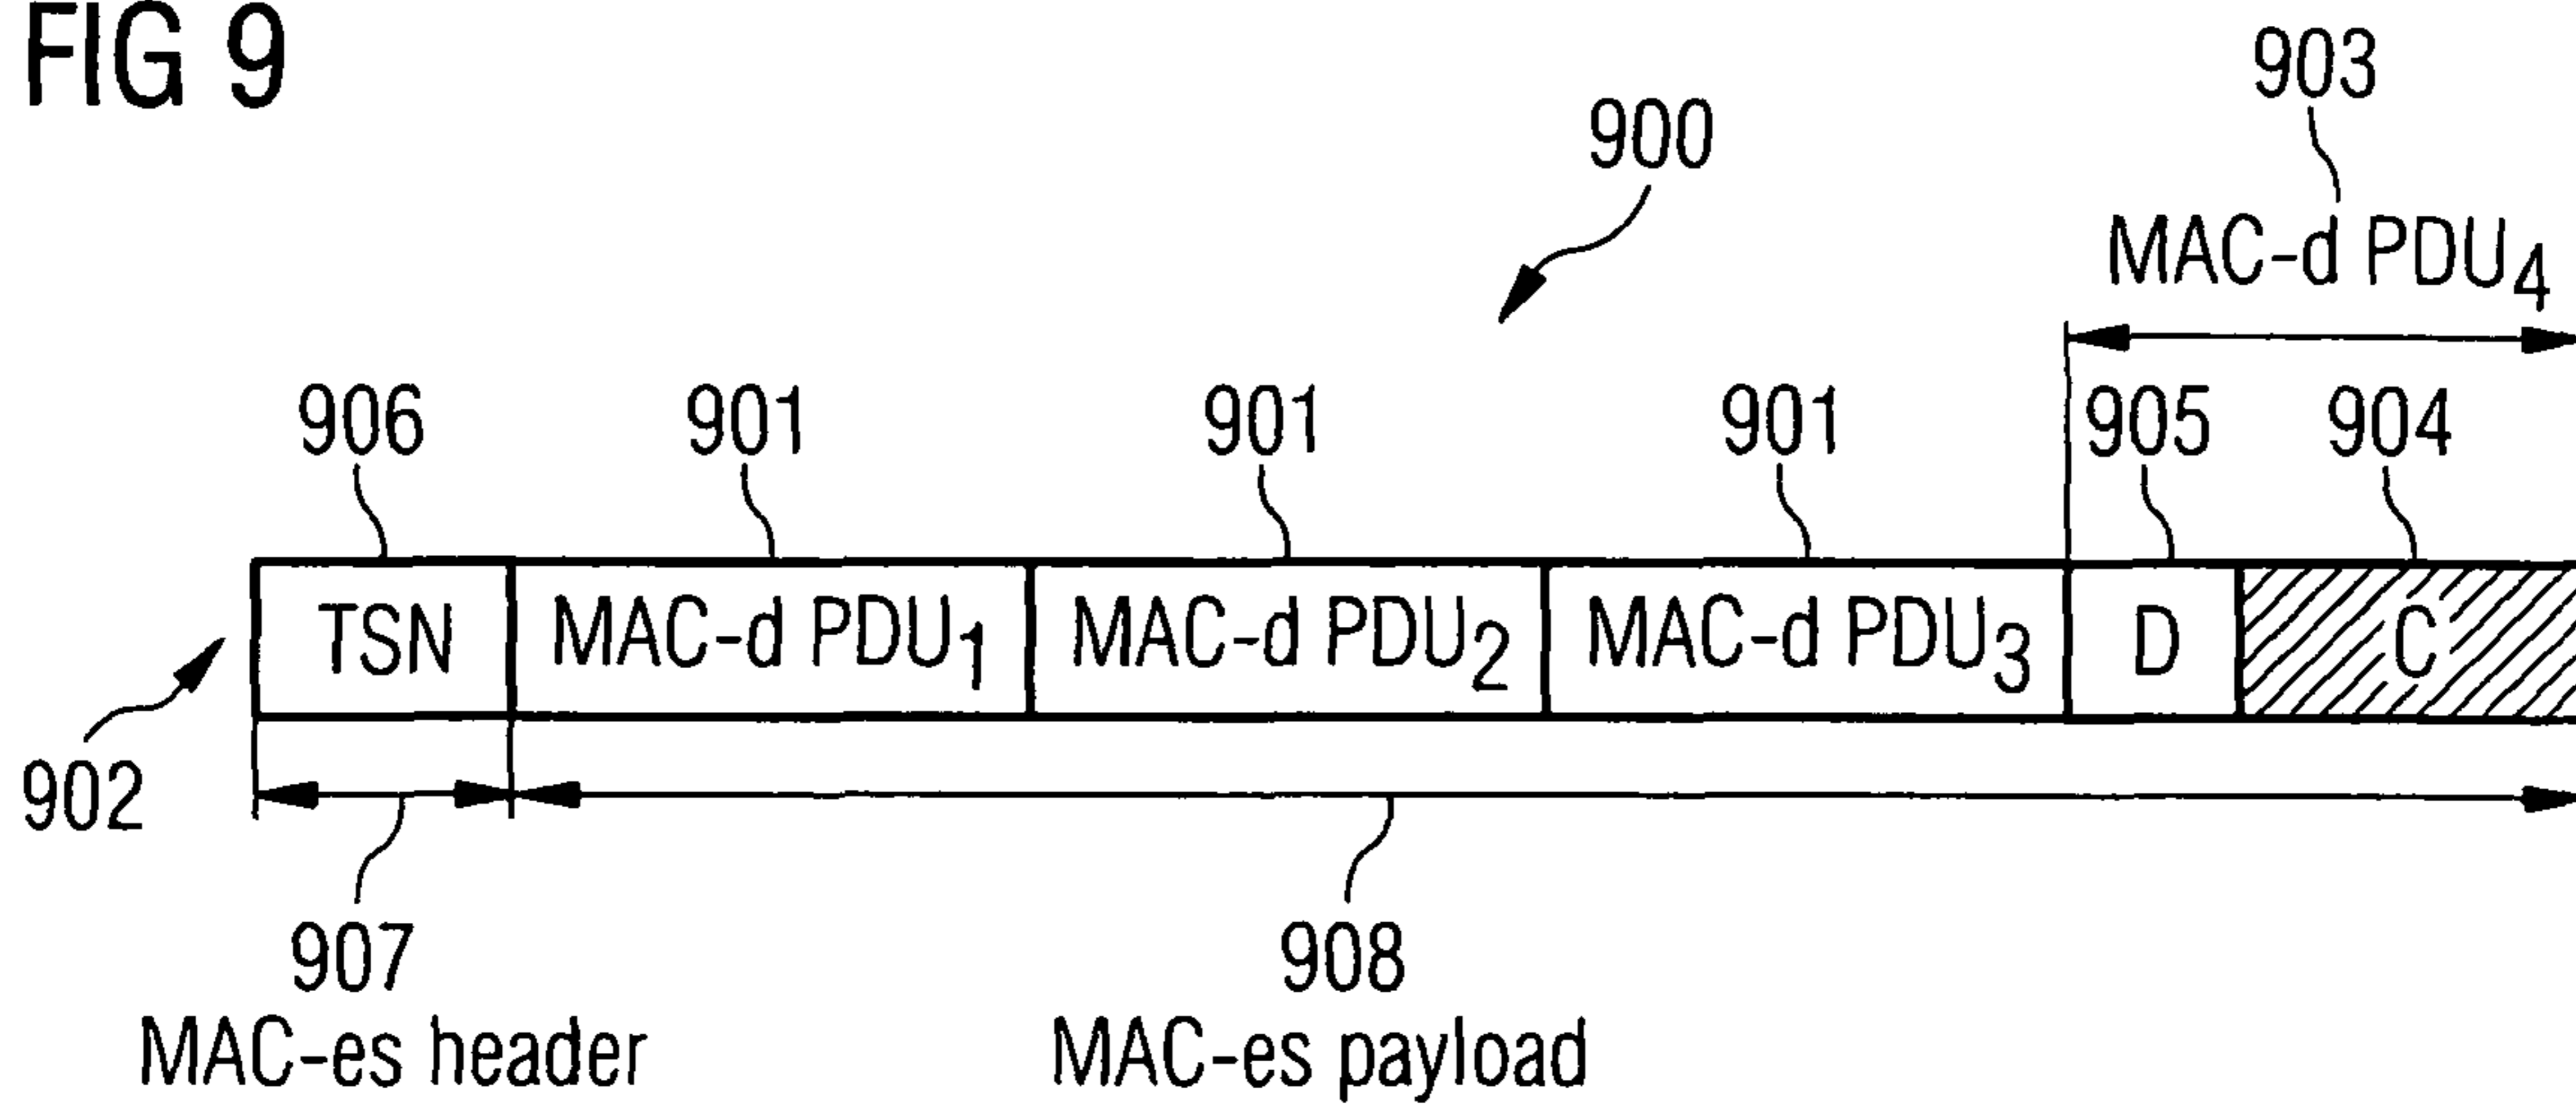 FIG 9
903
900
MAC-d PDU4
906 901 901 901 905 904
TSN MAC-d PDU1 MAC-d PDU2 MAC-d PDU3 D C
902
907 908
MAC-es header MAC-es payload